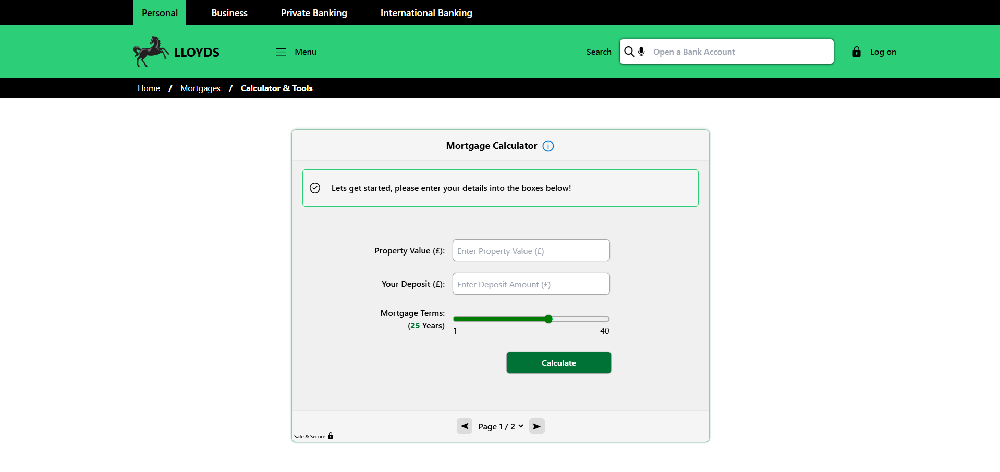 Personal Business Private Banking International Banking
LLOYDS Menu Search Open a Bank Account Log on
Home / Mortgages / Calculator & Tools
Mortgage Calculator
Lets get started, please enter your details into the boxes below!
Property Value (£): Enter Property Value (£)
Your Deposit (£): Enter Deposit Amount (£)
Mortgage Terms:
(25 Years)
1 40
Calculate
Page 1 / 2
Safe & Secure